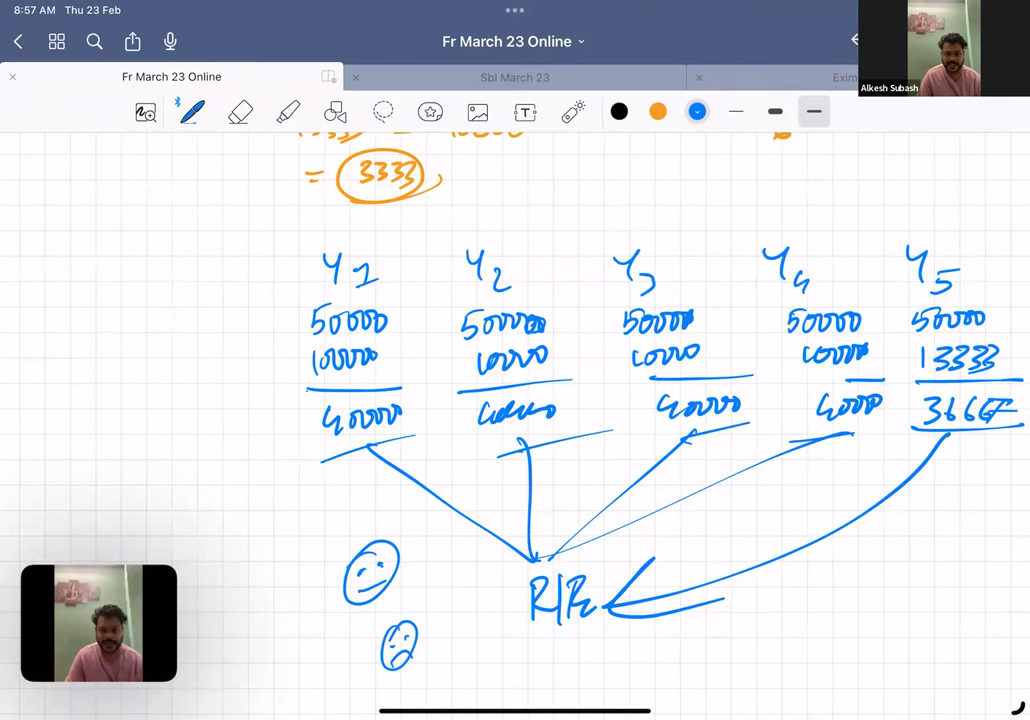 8:57 AM Thu 23 Feb
Fr March 23 Online
Alkesh Subash
Fr March 23 Online
Sbl March 23
Exim
= 3333
Y1 Y2 Y3 Y4 Y5
50000 50000 50000 50000 50000
10000 10000 10000 10000 13333
40000 40000 40000 40000 36667
R/E